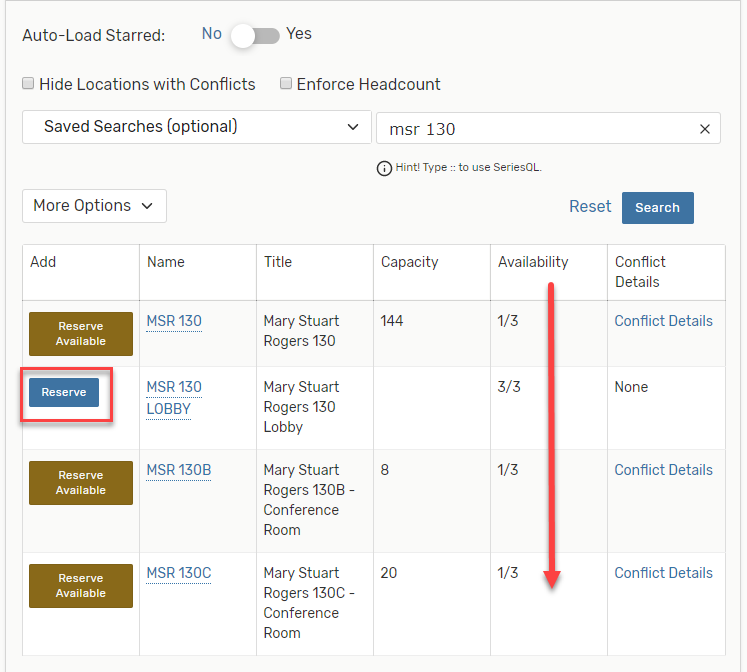 Auto-Load Starred: No Yes
Hide Locations with Conflicts Enforce Headcount
Saved Searches (optional) msr 130
Hint! Type :: to use SeriesQL.
More Options Reset Search
Add Name Title Capacity Availability Conflict
Details
Reserve
Available
MSR 130
Mary Stuart
Rogers 130
144
1/3
Conflict Details
Reserve
MSR 130
LOBBY
Mary Stuart
Rogers 130
Lobby
3/3
None
Reserve
Available
MSR 130B
Mary Stuart
Rogers 130B -
Conference
Room
8
1/3
Conflict Details
Reserve
Available
MSR 130C
Mary Stuart
Rogers 130C -
Conference
Room
20
1/3
Conflict Details